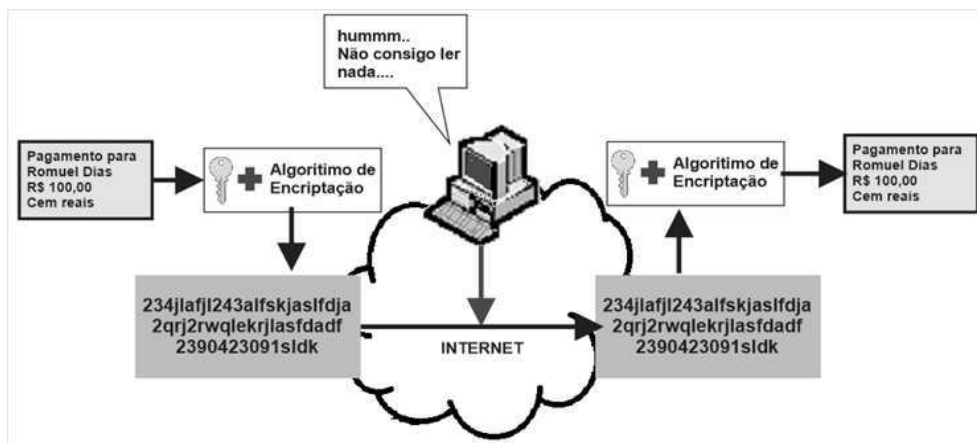 hummm..
Não consigo ler
nada....
Pagamento para
Romuel Dias
R$ 100,00
Cem reais
Algoritimo de
Encriptação
Algoritimo de
Encriptação
Pagamento para
Romuel Dias
R$ 100,00
Cem reais
234jlafjl243alfskjaslfdja
2qrj2rwqlekrjlasfdadf
2390423091sldk
INTERNET
234jlafjl243alfskjaslfdja
2qrj2rwqlekrjlasfdadf
2390423091sldk